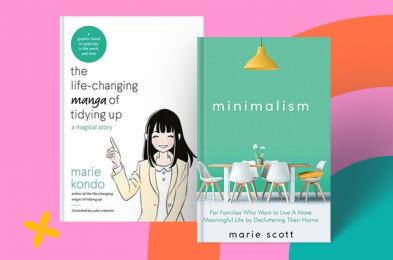 a
graphic novel
to spark joy
in life, work,
and love
the
life-changing
manga of
tidying up
a magical story
marie
kondo
author of the life-changing
magic of tidying up
illustrated by yuko uramoto
minimalism
For Families Who Want to Live A More
Meaningful Life by Decluttering Their Home
marie scott